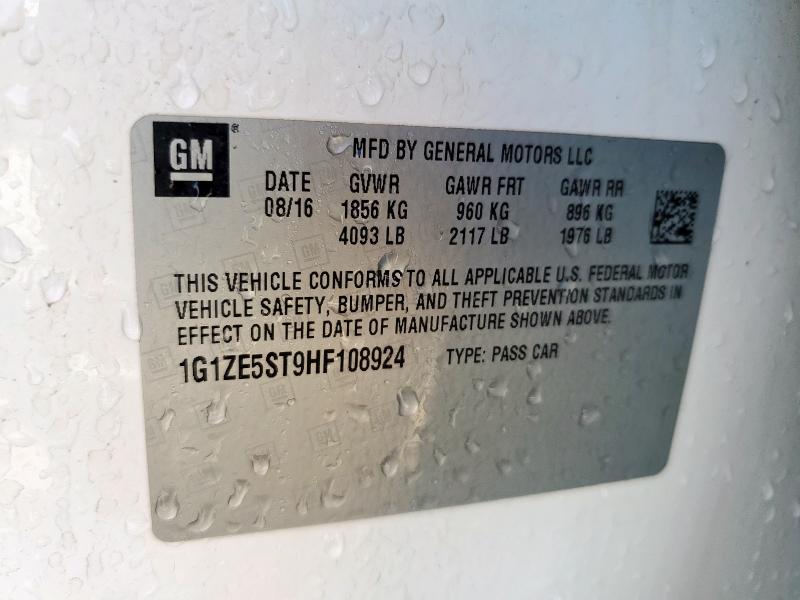 GM ® MFD BY GENERAL MOTORS LLC
DATE GVWR GAWR FRT GAWR RR
08/16 1856 KG 960 KG 896 KG
4093 LB 2117 LB 1976 LB
THIS VEHICLE CONFORMS TO ALL APPLICABLE U.S. FEDERAL MOTOR
VEHICLE SAFETY, BUMPER, AND THEFT PREVENTION STANDARDS IN
EFFECT ON THE DATE OF MANUFACTURE SHOWN ABOVE.
1G1ZE5ST9HF108924 TYPE: PASS CAR